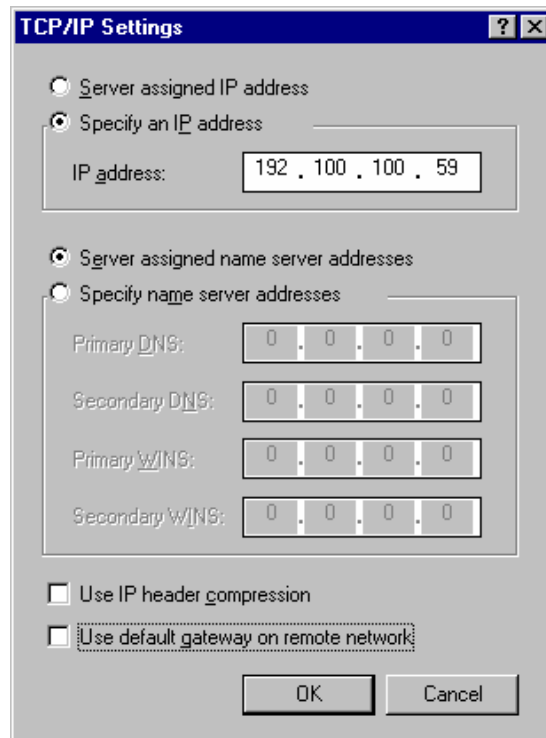 TCP/IP Settings
Server assigned IP address
Specify an IP address
IP address: 192 . 100 . 100 . 59
Server assigned name server addresses
Specify name server addresses
Primary DNS: 0 . 0 . 0 . 0
Secondary DNS: 0 . 0 . 0 . 0
Primary WINS: 0 . 0 . 0 . 0
Secondary WINS: 0 . 0 . 0 . 0
Use IP header compression
Use default gateway on remote network
OK Cancel